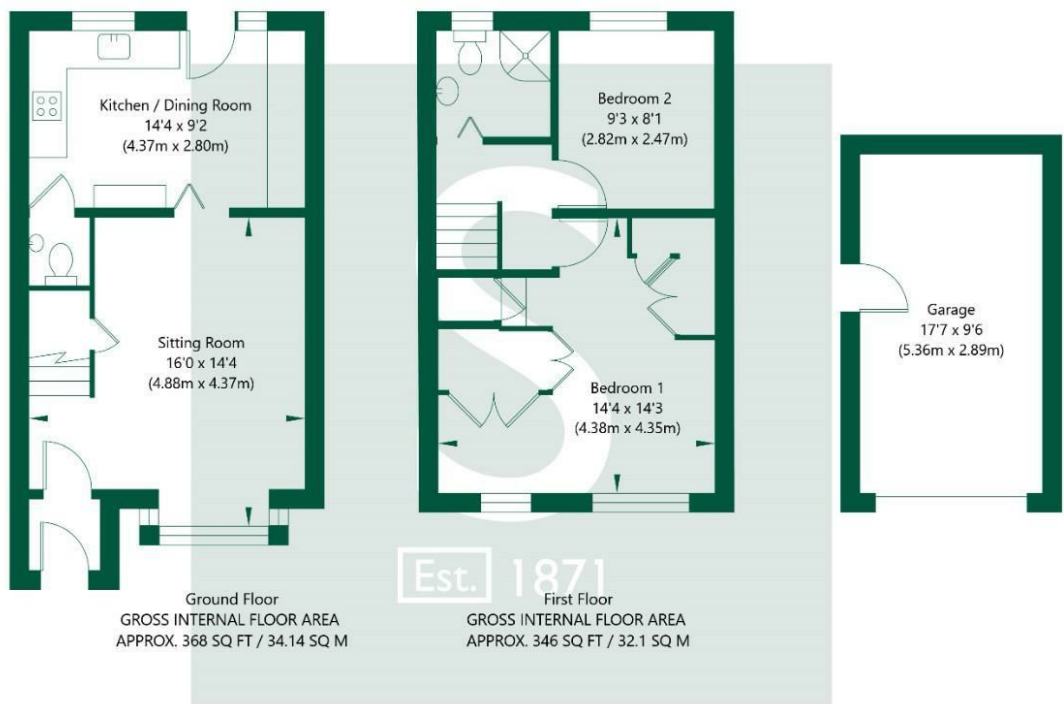 Kitchen / Dining Room
14'4 x 9'2
(4.37m x 2.80m)
Sitting Room
16'0 x 14'4
(4.88m x 4.37m)
Ground Floor
GROSS INTERNAL FLOOR AREA
APPROX. 368 SQ FT / 34.14 SQ M
Bedroom 2
9'3 x 8'1
(2.82m x 2.47m)
Bedroom 1
14'4 x 14'3
(4.38m x 4.35m)
S
Est. 1871
First Floor
GROSS INTERNAL FLOOR AREA
APPROX. 346 SQ FT / 32.1 SQ M
Garage
17'7 x 9'6
(5.36m x 2.89m)